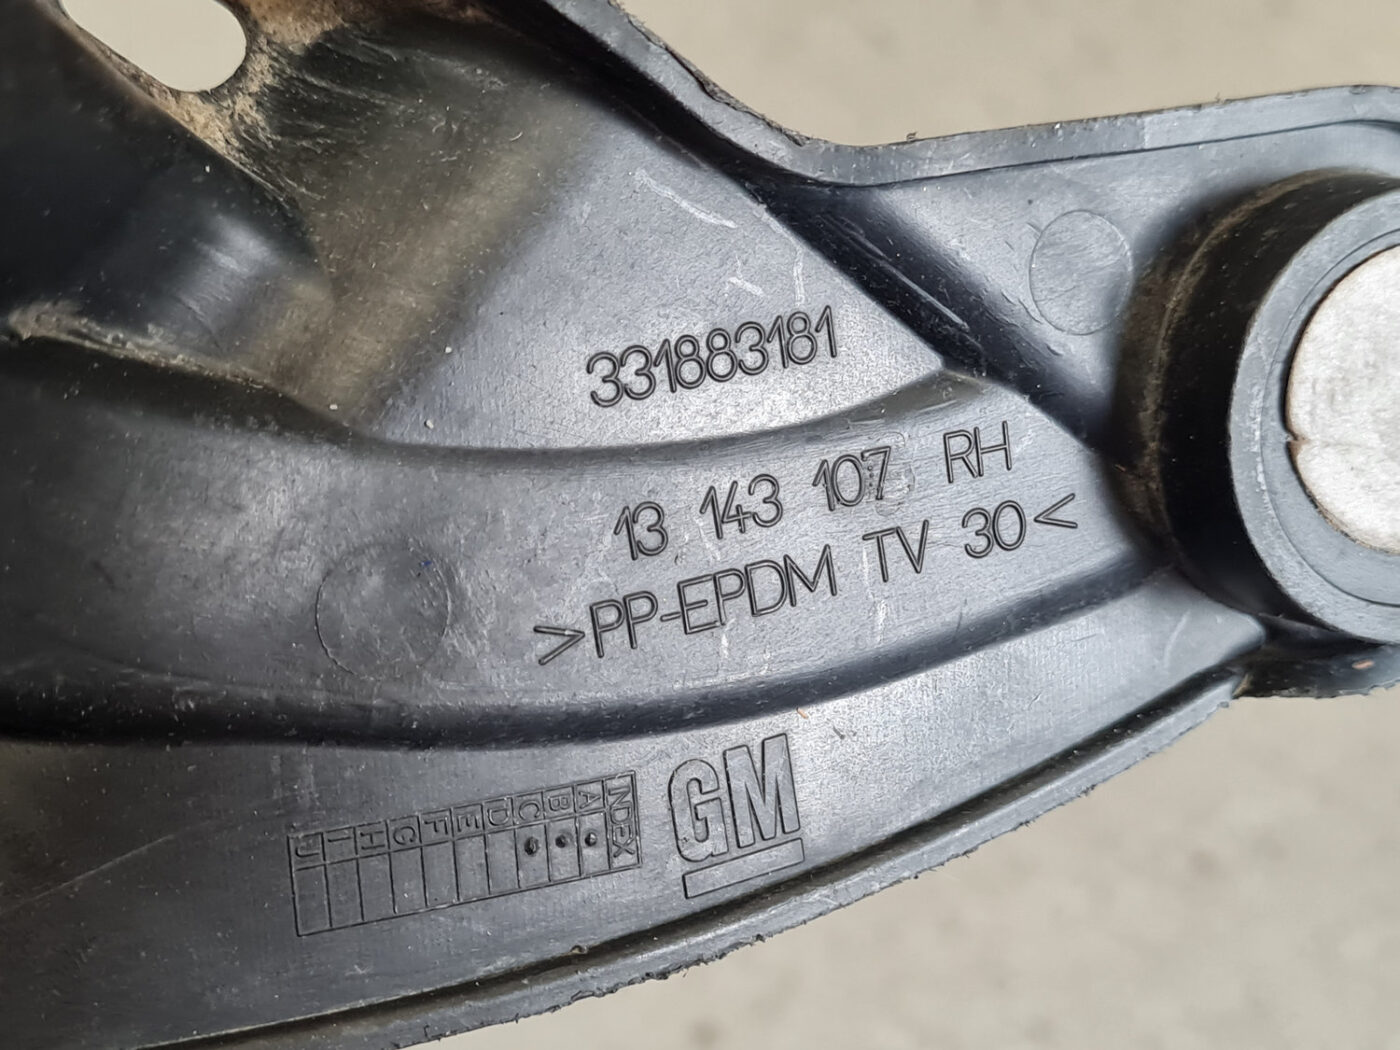 331883181
13 143 107 RH
>PP-EPDM TV 30<
GM
INDEX
A
B
C
D
E
F
G
H
I
J